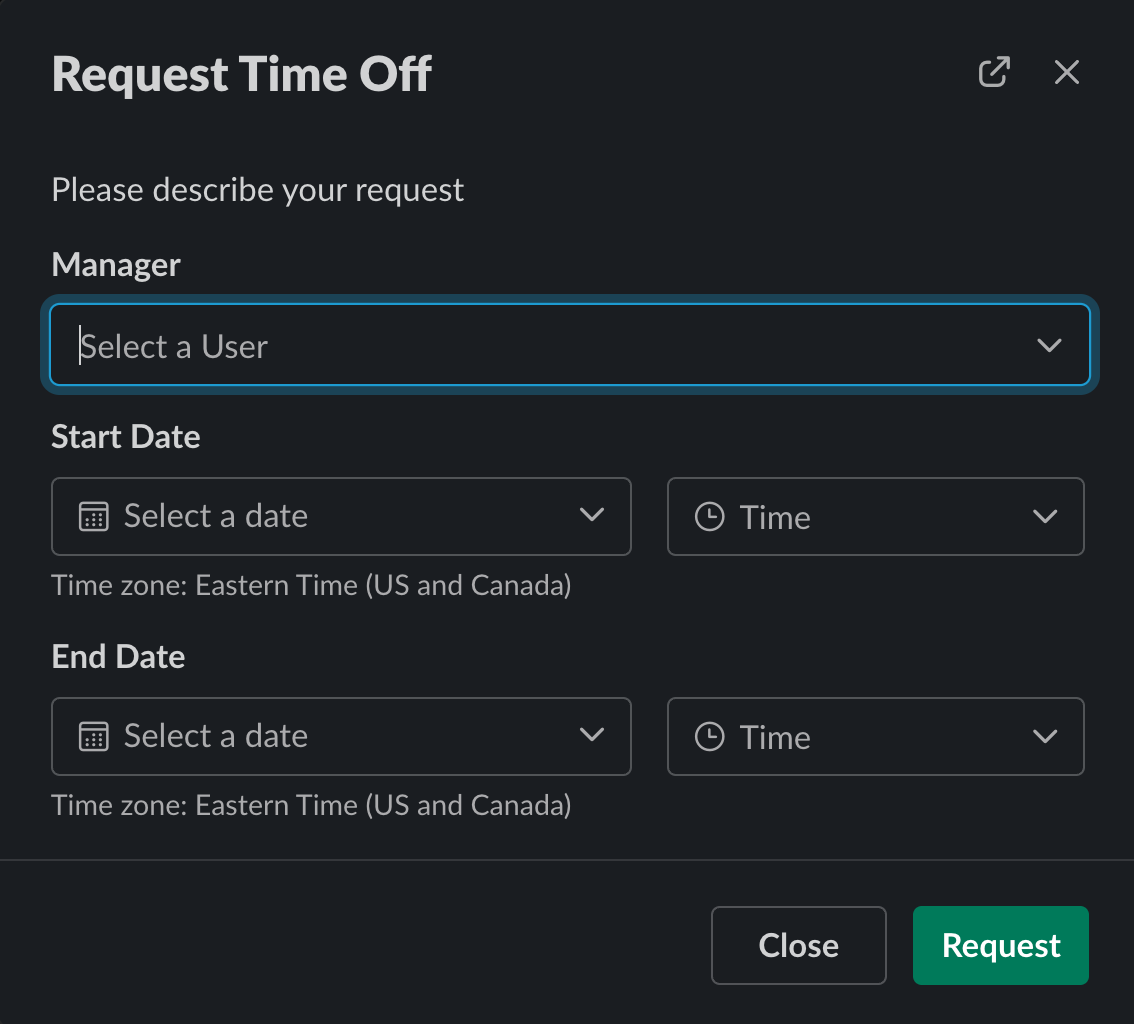 Request Time Off
Please describe your request
Manager
Select a User
Start Date
Select a date
Time
Time zone: Eastern Time (US and Canada)
End Date
Select a date
Time
Time zone: Eastern Time (US and Canada)
Close
Request